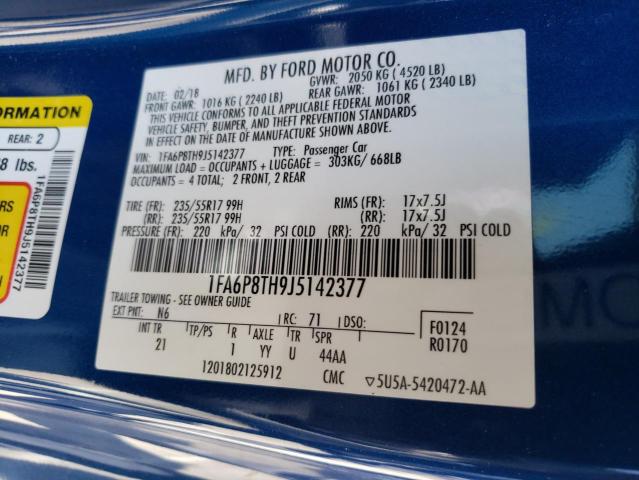 MFD. BY FORD MOTOR CO.
02/18 GVWR: 2050 KG ( 4520 LB)
FRONT GAWR: 1016 KG ( 2240 LB) REAR GAWR: 1061 KG ( 2340 LB)
THIS VEHICLE CONFORMS TO ALL APPLICABLE FEDERAL MOTOR
VEHICLE SAFETY, BUMPER, AND THEFT PREVENTION STANDARDS
IN EFFECT ON THE DATE OF MANUFACTURE SHOWN ABOVE.
VIN: 1FA6P8TH9J5142377 TYPE: Passenger Car
MAXIMUM LOAD = OCCUPANTS + LUGGAGE = 303KG/ 668LB
OCCUPANTS = 4 TOTAL; 2 FRONT, 2 REAR
TIRE (FR): 235/55R17 99H RIMS (FR): 17x7.5J
(RR): 235/55R17 99H (RR): 17x7.5J
PRESSURE (FR): 220 kPa/ 32 PSI COLD (RR): 220 kPa/ 32 PSI COLD
1FA6P8TH9J5142377
TRAILER TOWING - SEE OWNER GUIDE
EXT PNT: N6 RC: 71 DSO:
INT TR TP/PS R AXLE TR SPR F0124
21 1 YY U 44AA R0170
1201802125912 CMC ▽5U5A-5420472-AA
ORMATION
REAR: 2
8 lbs.
RS
OR
1FA6P8TH9J5142377